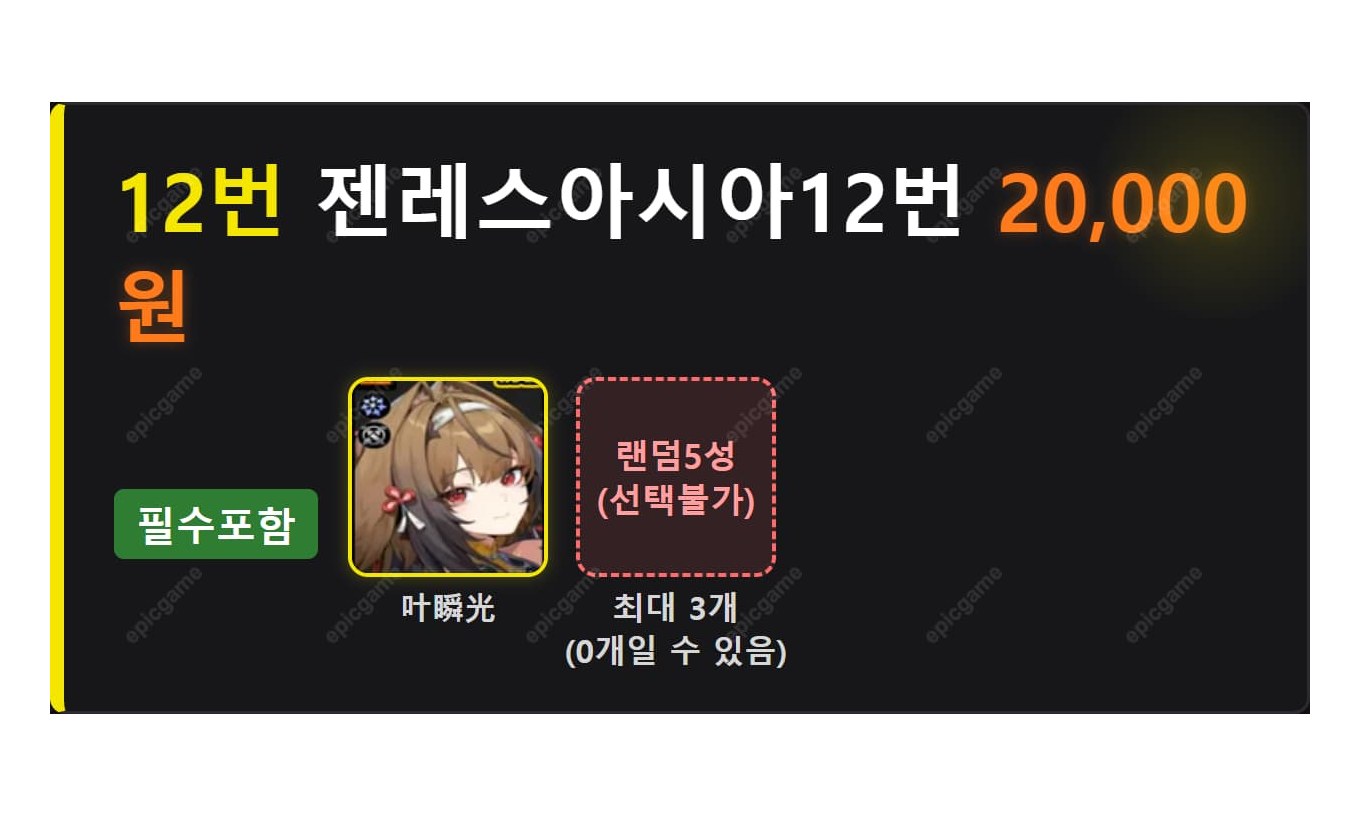 12번 젠레스아시아12번 20,000
원
필수포함
랜덤5성
(선택불가)
叶瞬光
최대 3개
(0개일 수 있음)
epicgame